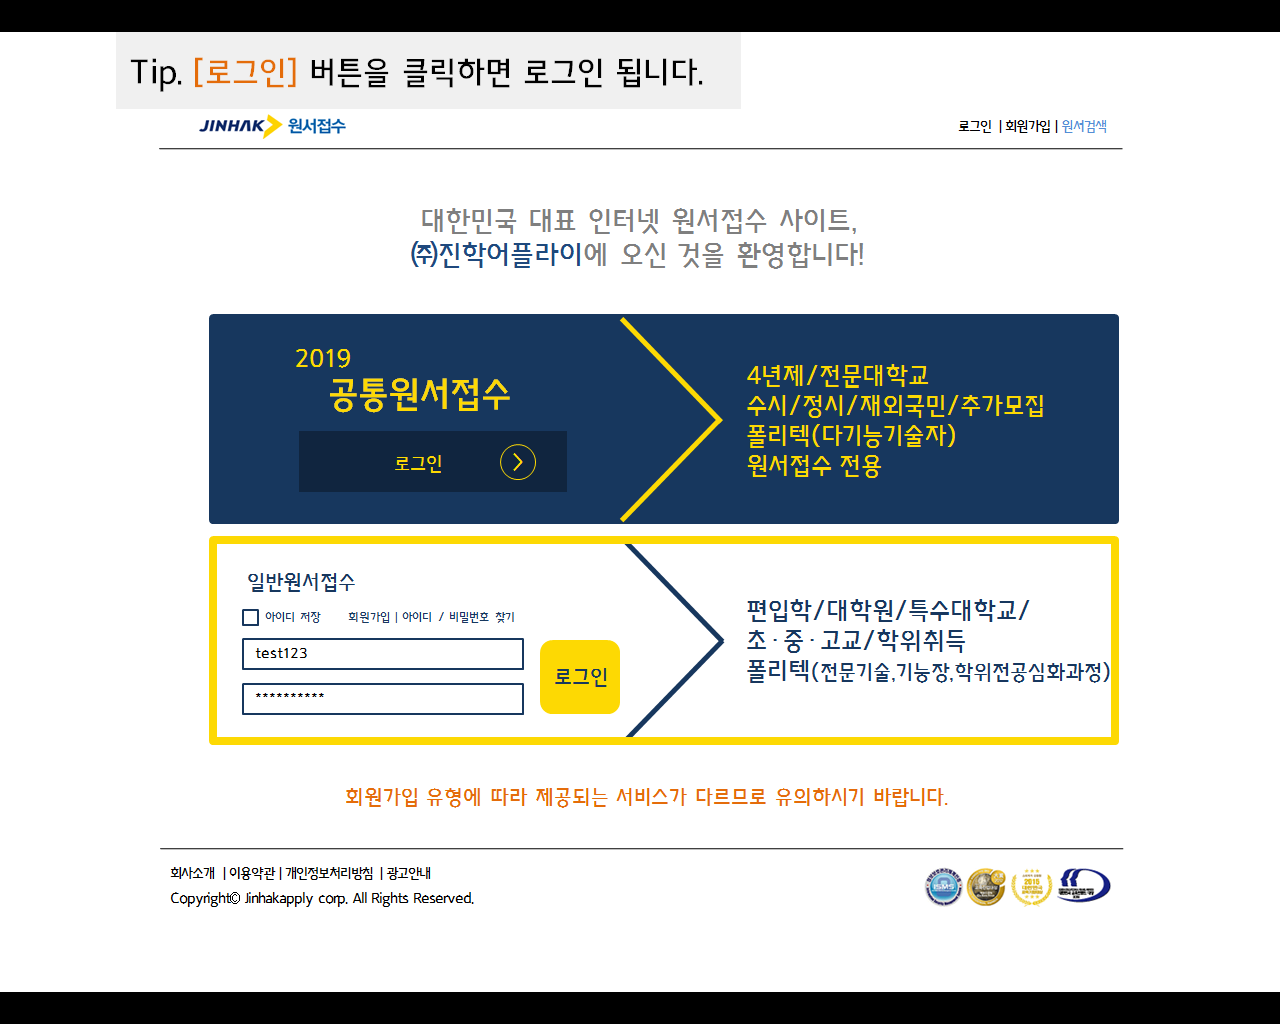 Tip. [로그인] 버튼을 클릭하면 로그인 됩니다.
JINHAK 원서접수
로그인 | 회원가입 | 원서검색
대한민국 대표 인터넷 원서접수 사이트,
㈜진학어플라이에 오신 것을 환영합니다!
2019
공통원서접수
로그인
4년제/전문대학교
수시/정시/재외국민/추가모집
폴리텍(다기능기술자)
원서접수 전용
일반원서접수
아이디 저장 회원가입 | 아이디 / 비밀번호 찾기
test123
**********
로그인
편입학/대학원/특수대학교/
초·중·고교/학위취득
폴리텍(전문기술,기능장,학위전공심화과정)
회원가입 유형에 따라 제공되는 서비스가 다르므로 유의하시기 바랍니다.
회사소개 | 이용약관 | 개인정보처리방침 | 광고안내
Copyright© Jinhakapply corp. All Rights Reserved.
ISMS